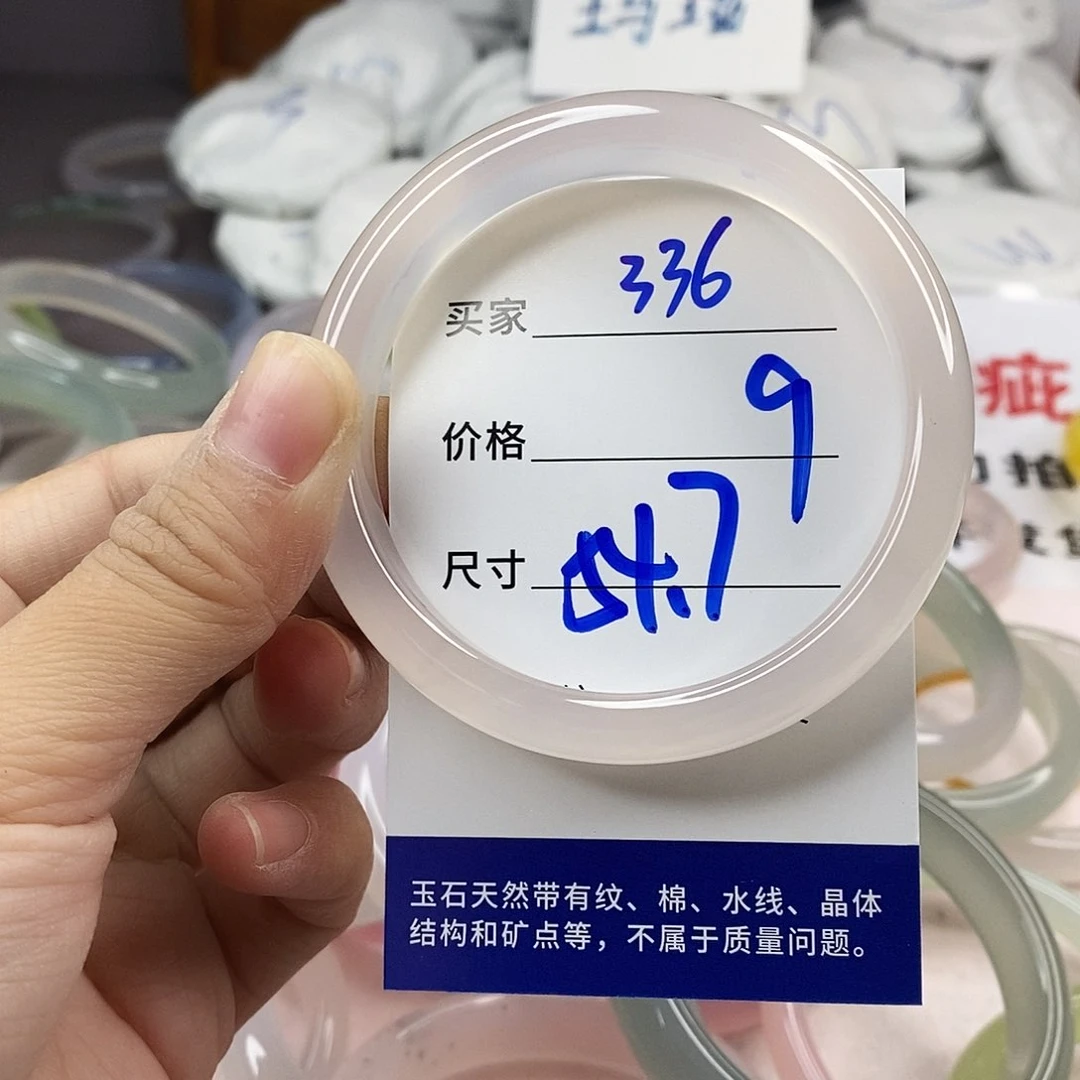 买家 336
价格 9
尺寸 54.7
疵
玉石天然带有纹、棉、水线、晶体
结构和矿点等，不属于质量问题。